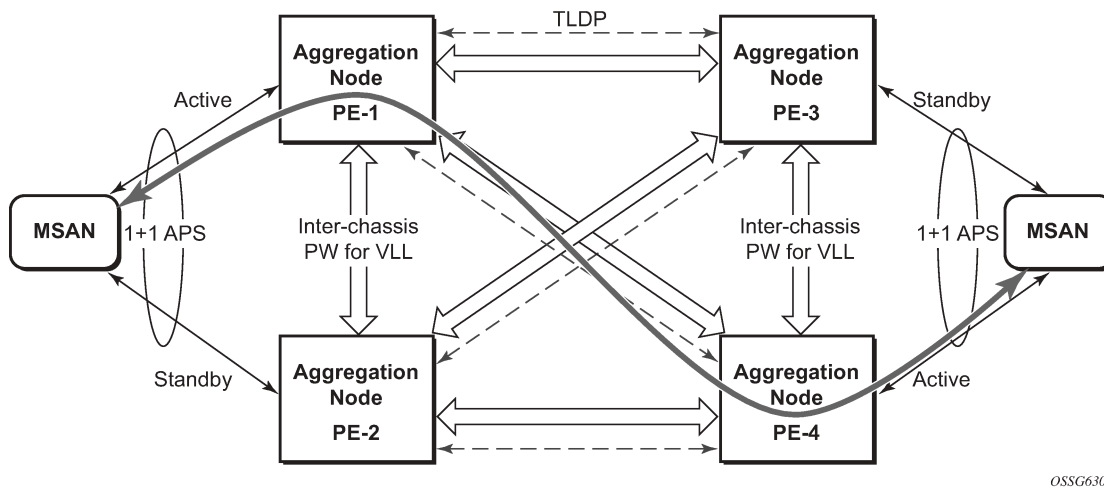 TLDP
Aggregation
Node
PE-1
Aggregation
Node
PE-3
Active
Standby
MSAN
1+1 APS
Inter-chassis
PW for VLL
Inter-chassis
PW for VLL
1+1 APS
MSAN
Standby
Active
Aggregation
Node
PE-2
Aggregation
Node
PE-4
OSSG630